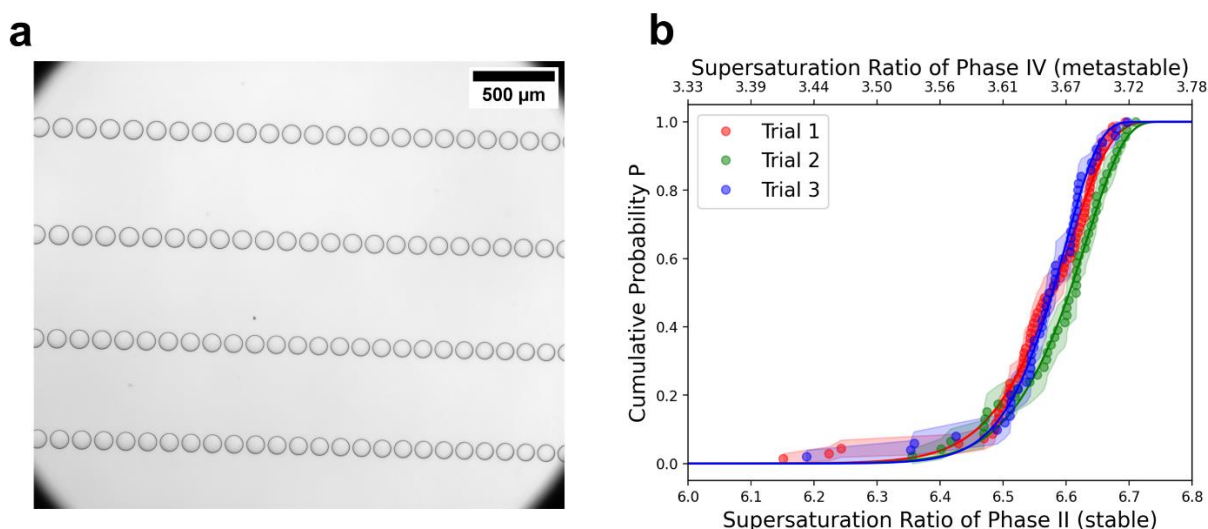 a
500 µm
b
Supersaturation Ratio of Phase IV (metastable)
3.33 3.39 3.44 3.50 3.56 3.61 3.67 3.72 3.78
Trial 1
Trial 2
Trial 3
Cumulative Probability P
1.0
0.8
0.6
0.4
0.2
0.0
6.0 6.1 6.2 6.3 6.4 6.5 6.6 6.7 6.8
Supersaturation Ratio of Phase II (stable)